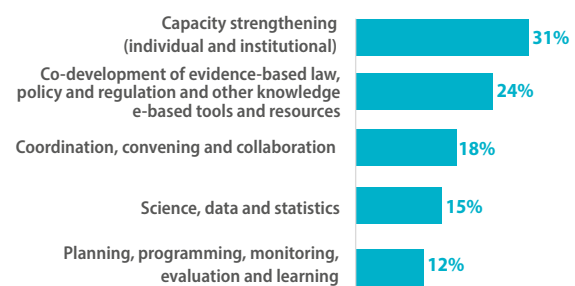 Capacity strengthening
(individual and institutional)
31%
Co-development of evidence-based law,
policy and regulation and other knowledge
e-based tools and resources
24%
Coordination, convening and collaboration
18%
Science, data and statistics
15%
Planning, programming, monitoring,
evaluation and learning
12%